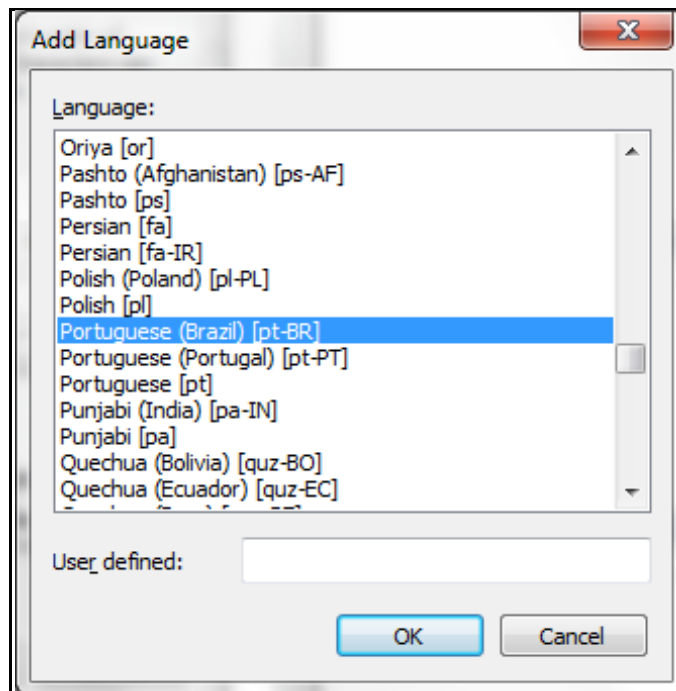 Add Language
Language:
Oriya [or]
Pashto (Afghanistan) [ps-AF]
Pashto [ps]
Persian [fa]
Persian [fa-IR]
Polish (Poland) [pl-PL]
Polish [pl]
Portuguese (Brazil) [pt-BR]
Portuguese (Portugal) [pt-PT]
Portuguese [pt]
Punjabi (India) [pa-IN]
Punjabi [pa]
Quechua (Bolivia) [quz-BO]
Quechua (Ecuador) [quz-EC]
User defined:
OK Cancel